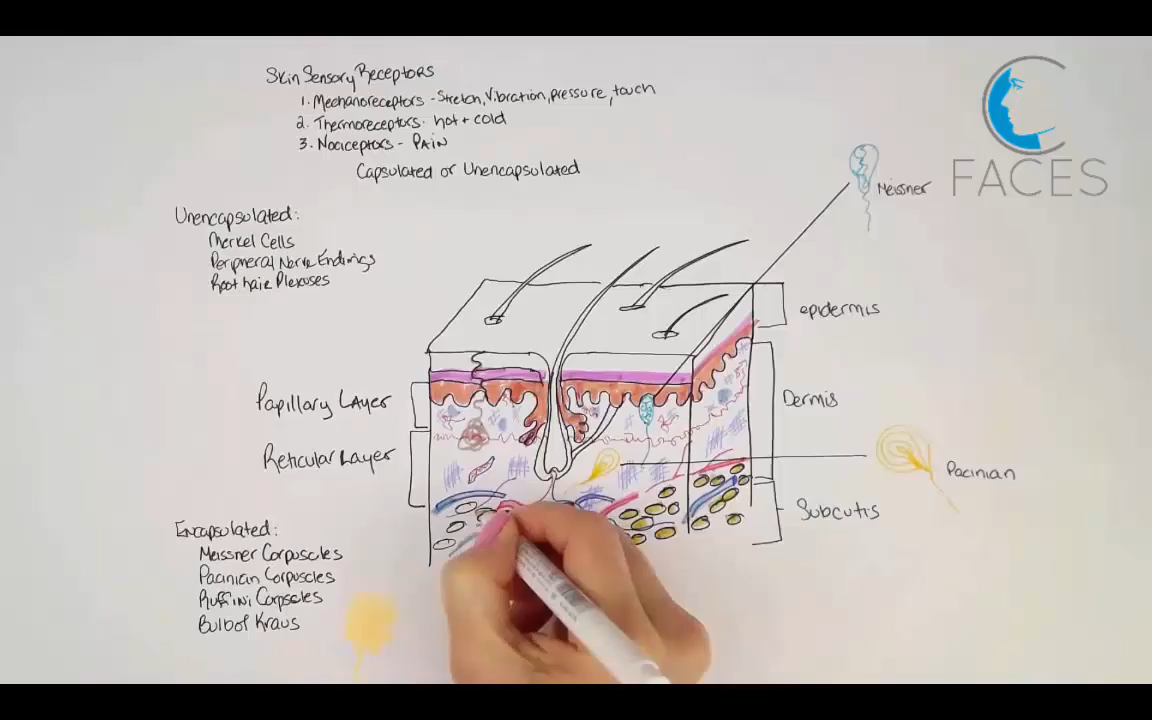 Skin Sensory Receptors
1. Mechanoreceptors - Stretch, Vibration, pressure, touch
2. Thermoreceptors - hot + cold
3. Nociceptors - PAiN
Capsulated or Unencapsulated
FACES
Meissner
Unencapsulated:
Merkel Cells
Peripheral Nerve Endings
Root hair Plexuses
epidermis
Papillary Layer
Dermis
Reticular Layer
Pacinian
Subcutis
Encapsulated:
Meissner Corpuscles
Pacinian Corpuscles
Ruffini Corpscles
Bulb of Kraus